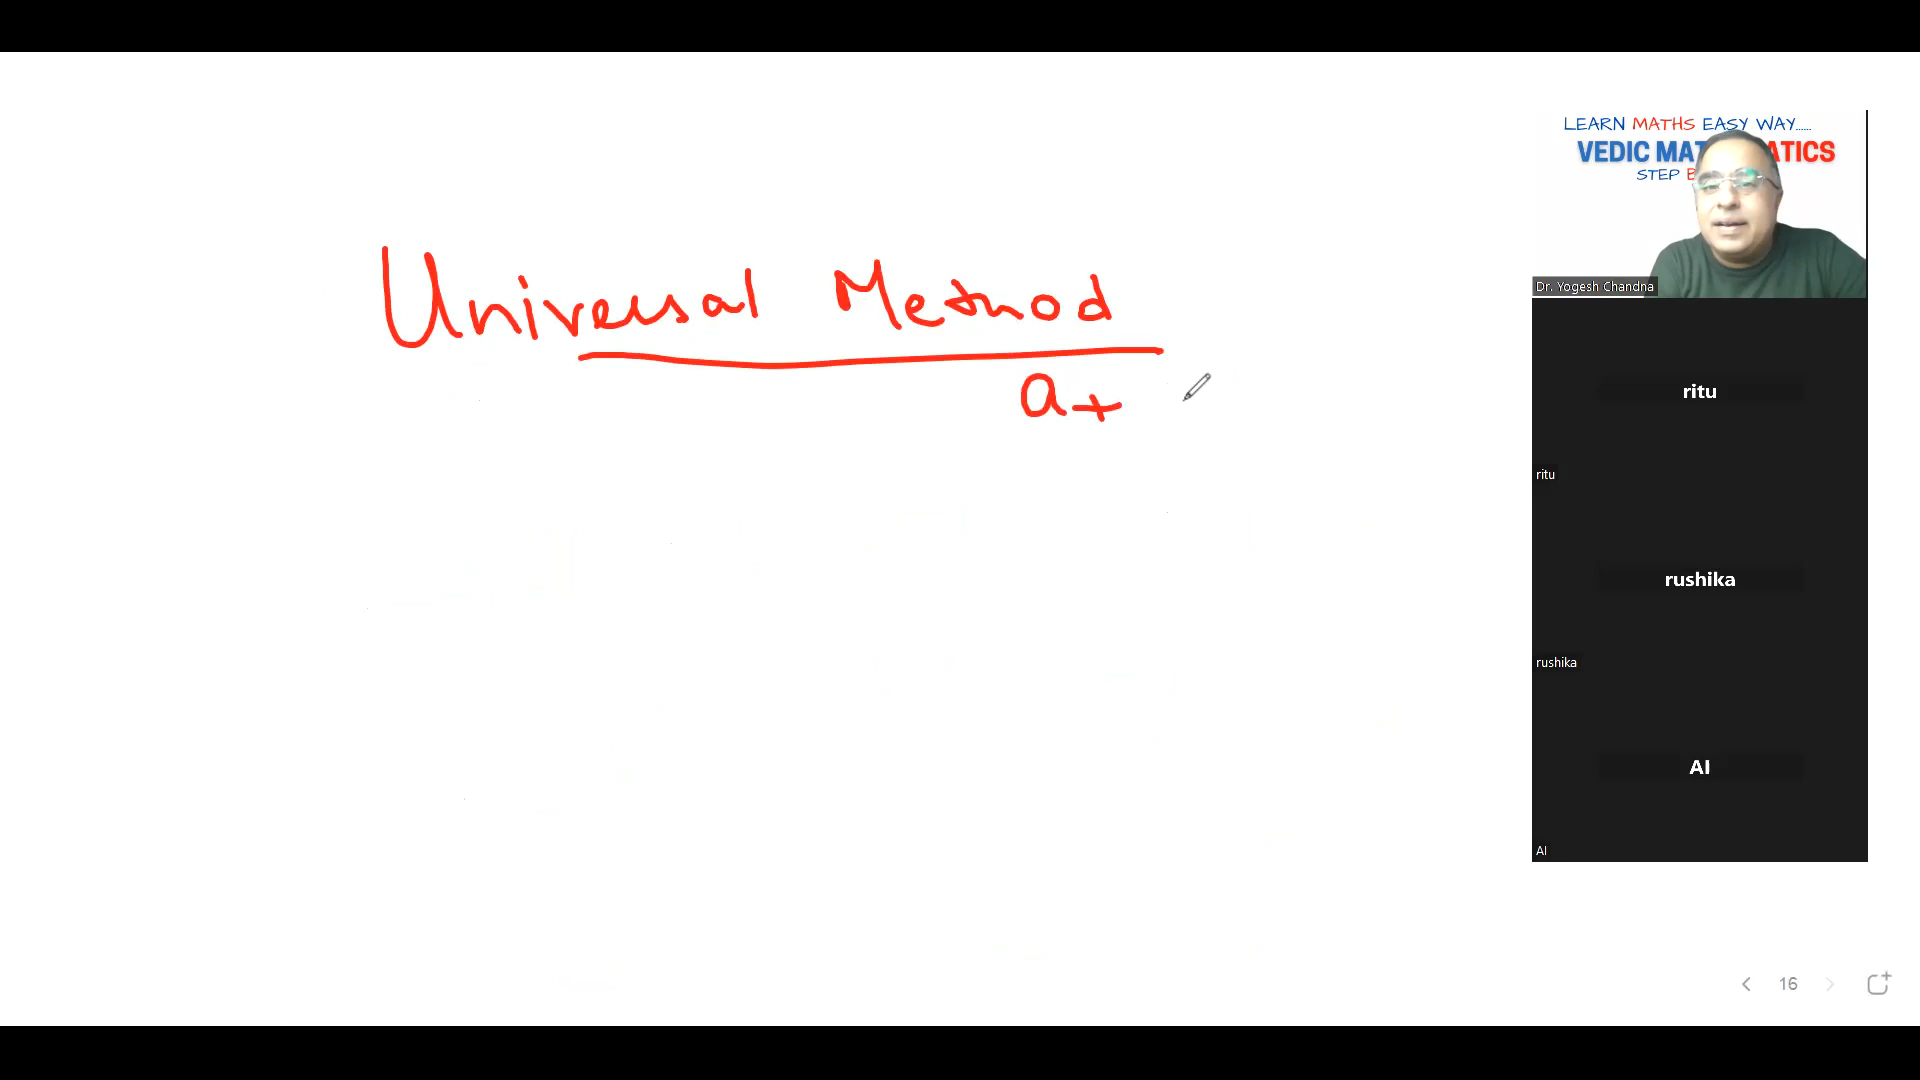 LEARN MATHS EASY WAY......
VEDIC MAT ATICS
STEP
Dr. Yogesh Chandna
Universal Method
a+
ritu
ritu
rushika
rushika
AI
AI
16